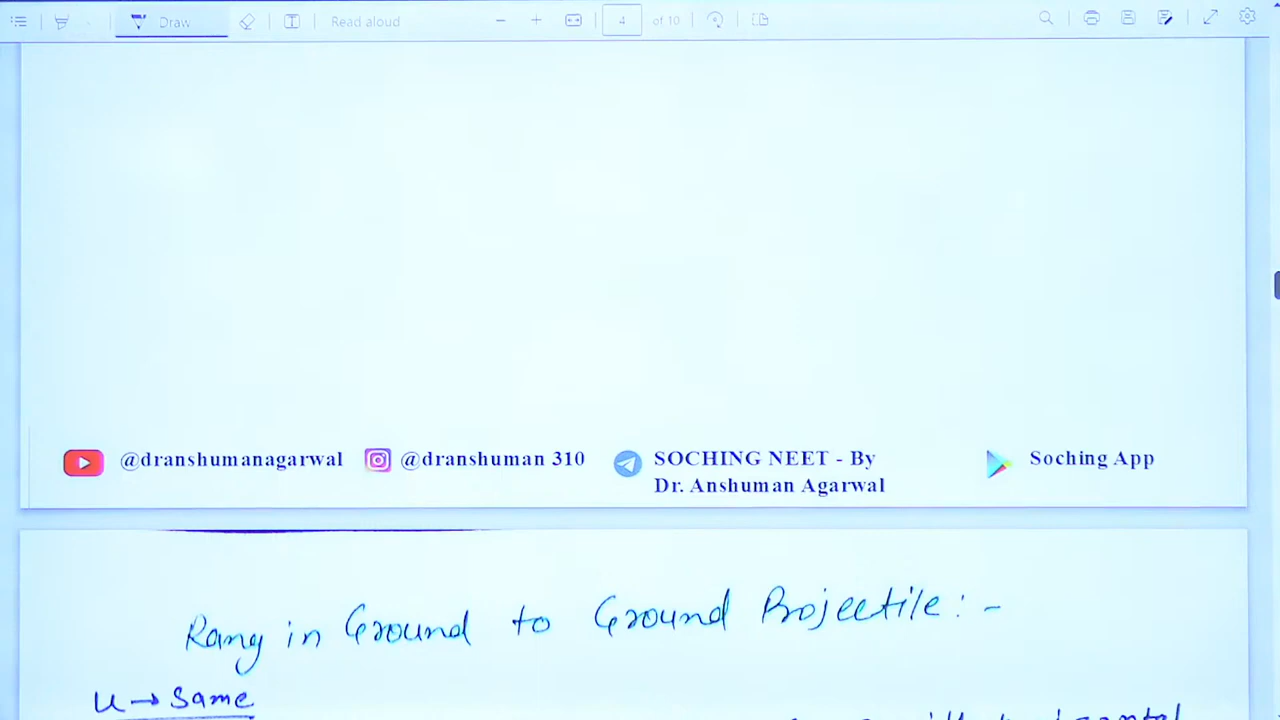 Draw
Read aloud
4 of 10
@dranshumanagarwal @dranshuman 310 SOCHING NEET - By Soching App
Dr. Anshuman Agarwal
Rang in Ground to Ground Projectile:-
u → Same